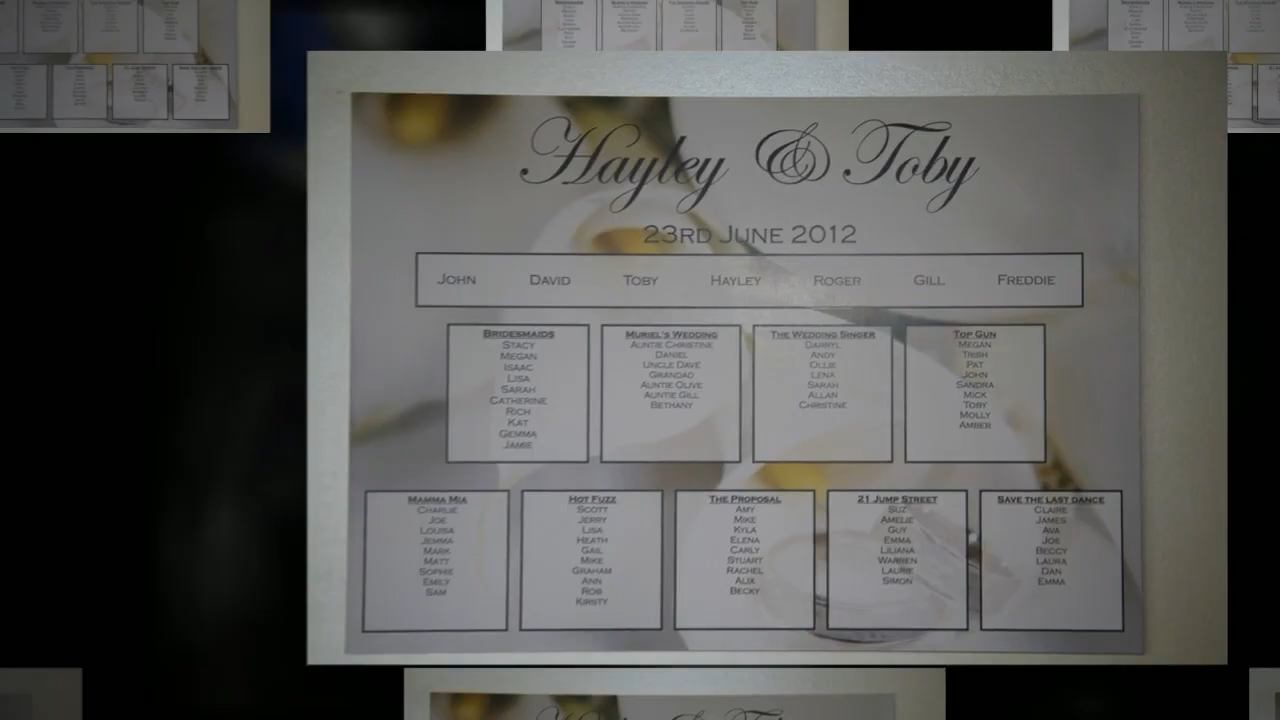 Hayley & Toby
23RD JUNE 2012
JOHN DAVID TOBY HAYLEY ROGER GILL FREDDIE
BRIDESMAIDS
STACY
MEGAN
ISAAC
LISA
SARAH
CATHERINE
RICH
KAT
GEMMA
JAMIE
MURIEL'S WEDDING
AUNTIE CHRISTINE
DANIEL
UNCLE DAVE
GRANDAD
AUNTIE OLIVE
AUNTIE GILL
BETHANY
THE WEDDING SINGER
DARRYL
ANDY
OLLIE
LENA
SARAH
ALLAN
CHRISTINE
TOP GUN
MEGAN
TRISH
PAT
JOHN
SANDRA
MICK
TOBY
MOLLY
AMBER
MAMMA MIA
CHARLIE
JOE
LOUISA
JEMMA
MARK
MATT
SOPHIE
EMILY
SAM
HOT FUZZ
SCOTT
JERRY
LISA
HEATH
GAIL
MIKE
GRAHAM
ANN
ROB
KIRSTY
THE PROPOSAL
AMY
MIKE
KYLA
ELENA
CARLY
STUART
RACHEL
ALIX
BECKY
21 JUMP STREET
SUZ
AMELIE
GUY
EMMA
LILIANA
WARREN
LAURIE
SIMON
SAVE THE LAST DANCE
CLAIRE
JAMES
AVA
JOE
BECCY
LAURA
DAN
EMMA